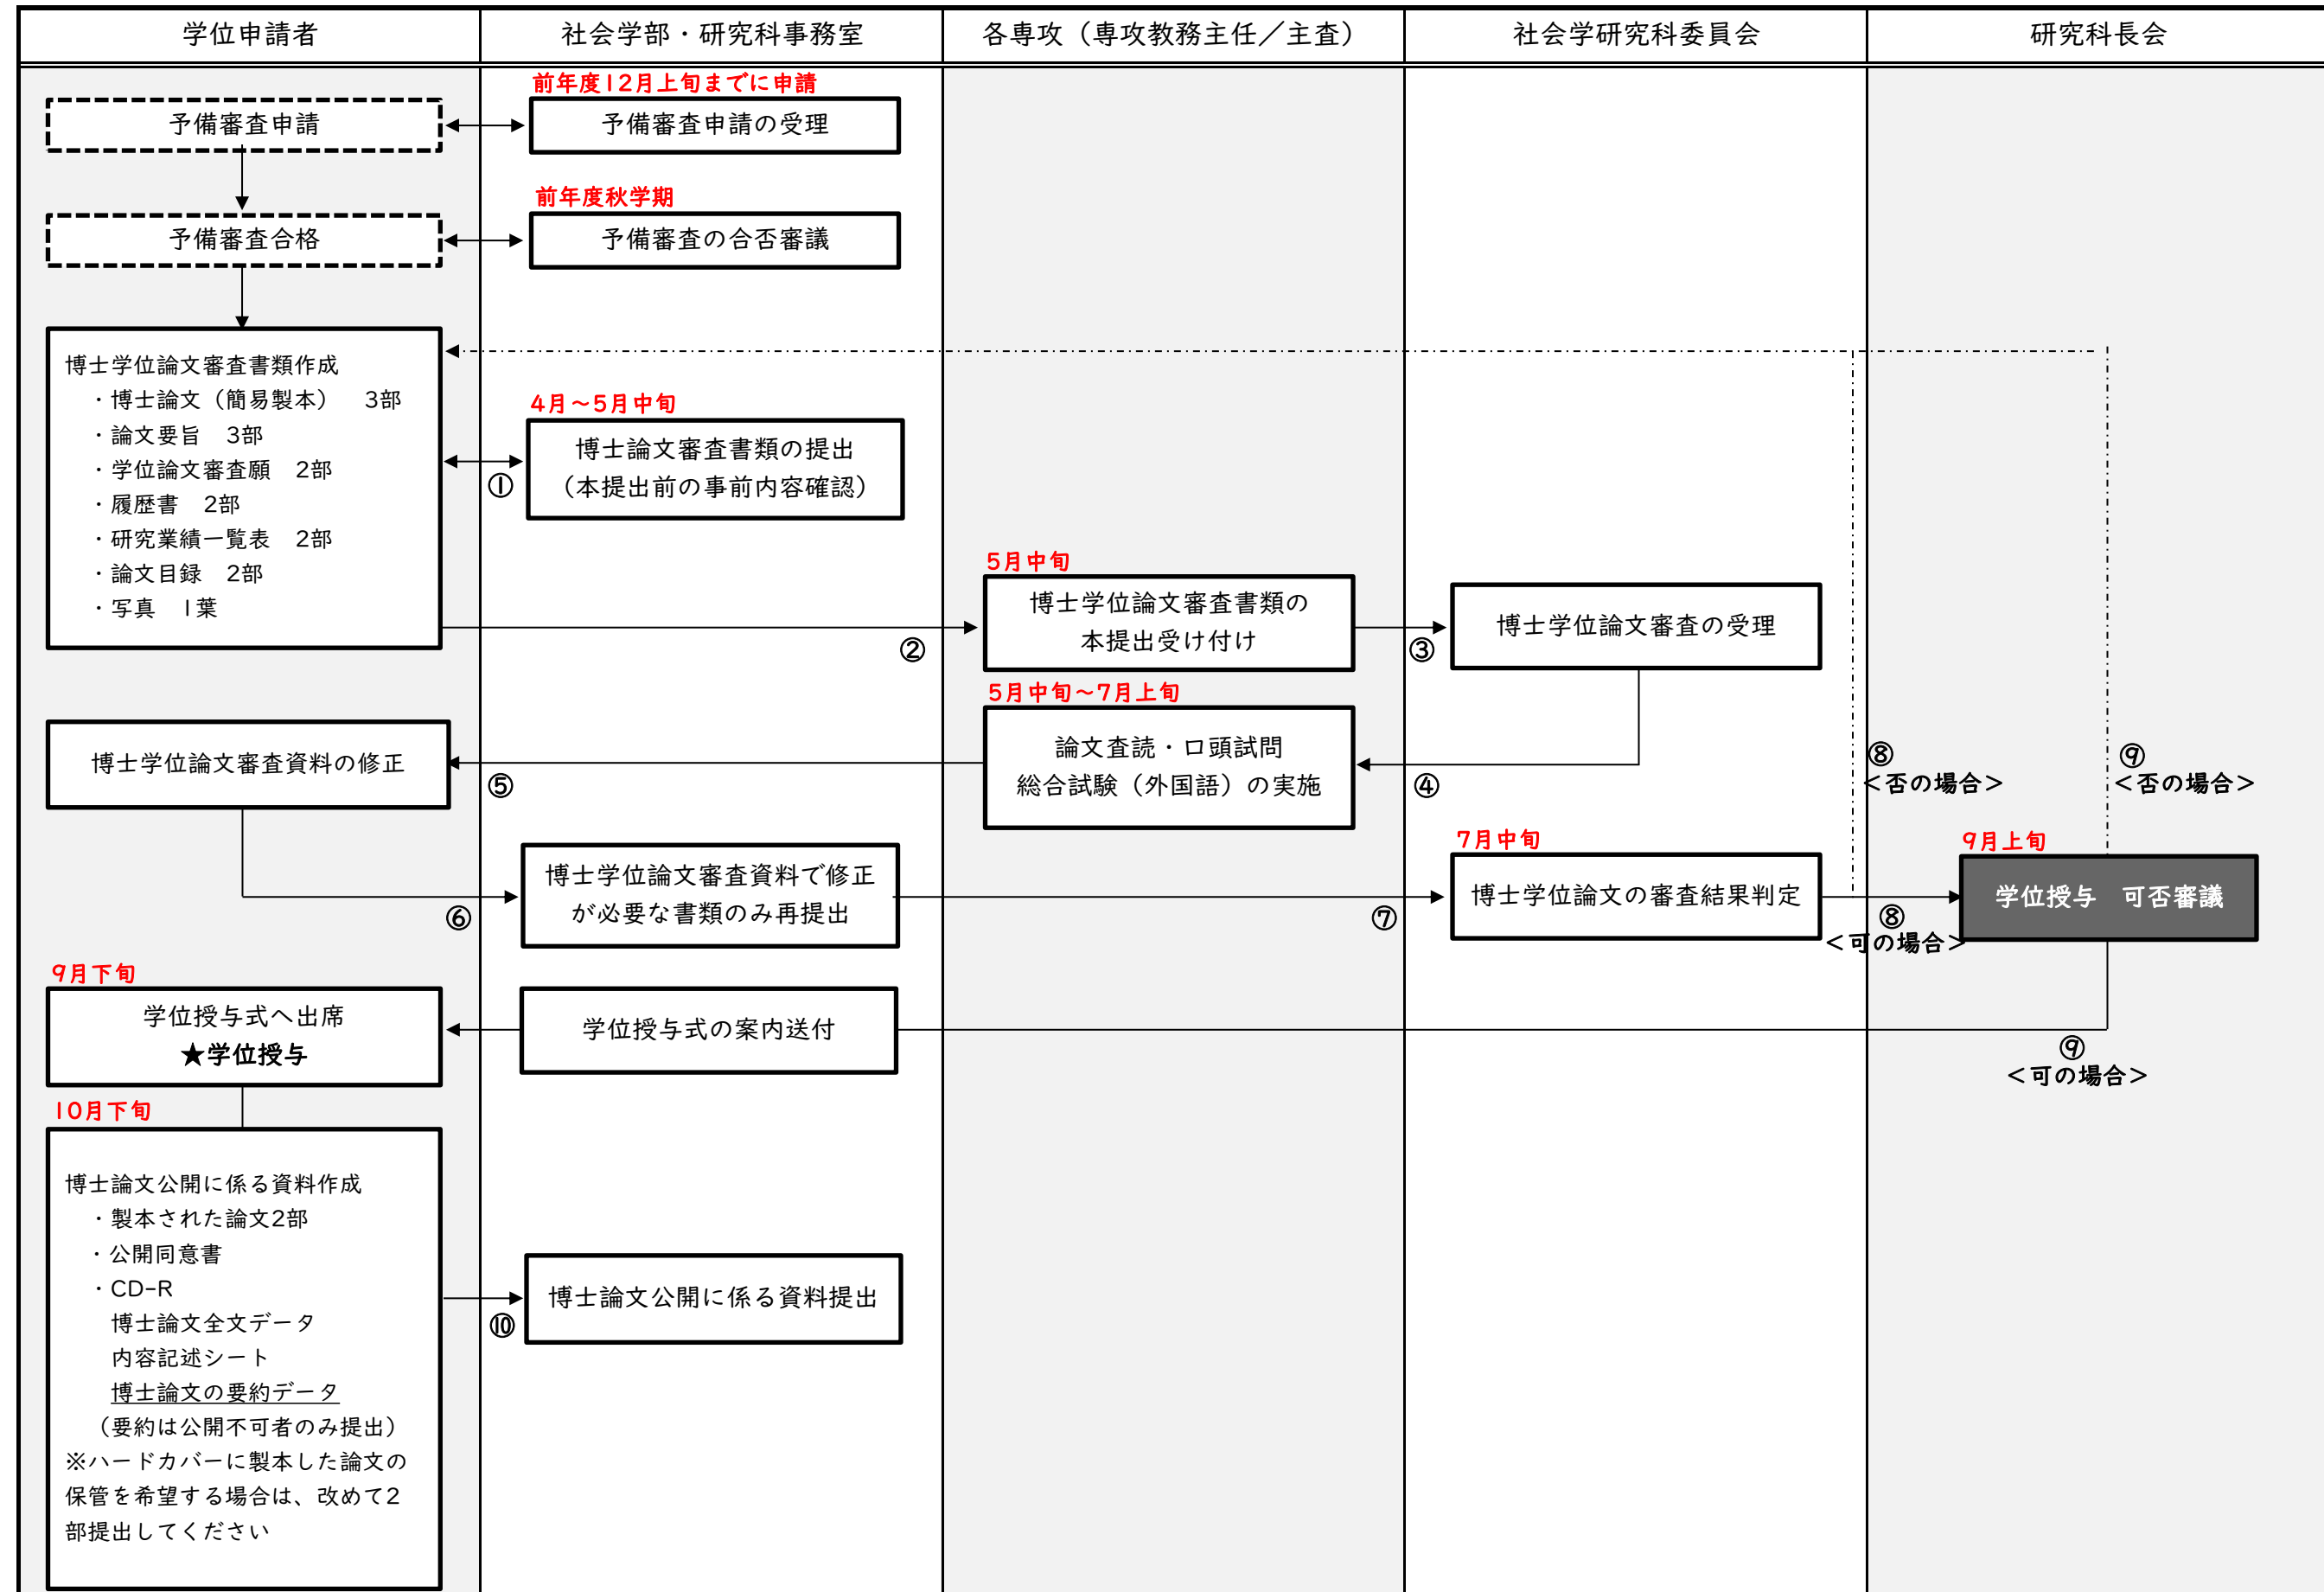 学位申請者
社会学部・研究科事務室
各専攻（専攻教務主任／主査）
社会学研究科委員会
研究科長会
前年度12月上旬までに申請
予備審査申請
予備審査申請の受理
前年度秋学期
予備審査合格
予備審査の合否審議
博士学位論文審査書類作成
・博士論文（簡易製本）　3部
・論文要旨　3部
・学位論文審査願　2部
・履歴書　2部
・研究業績一覧表　2部
・論文目録　2部
・写真　1葉
4月～5月中旬
博士論文審査書類の提出
（本提出前の事前内容確認）
①
5月中旬
博士学位論文審査書類の
本提出受け付け
②
博士学位論文審査の受理
③
5月中旬～7月上旬
論文査読・口頭試問
総合試験（外国語）の実施
④
博士学位論文審査資料の修正
⑤
⑧
＜否の場合＞
⑨
＜否の場合＞
博士学位論文審査資料で修正
が必要な書類のみ再提出
⑥
7月中旬
博士学位論文の審査結果判定
⑦
9月上旬
学位授与　可否審議
⑧
＜可の場合＞
9月下旬
学位授与式へ出席
★学位授与
学位授与式の案内送付
⑨
＜可の場合＞
10月下旬
博士論文公開に係る資料作成
・製本された論文2部
・公開同意書
・CD-R
博士論文全文データ
内容記述シート
博士論文の要約データ
（要約は公開不可者のみ提出）
※ハードカバーに製本した論文の
保管を希望する場合は、改めて2
部提出してください
博士論文公開に係る資料提出
⑩